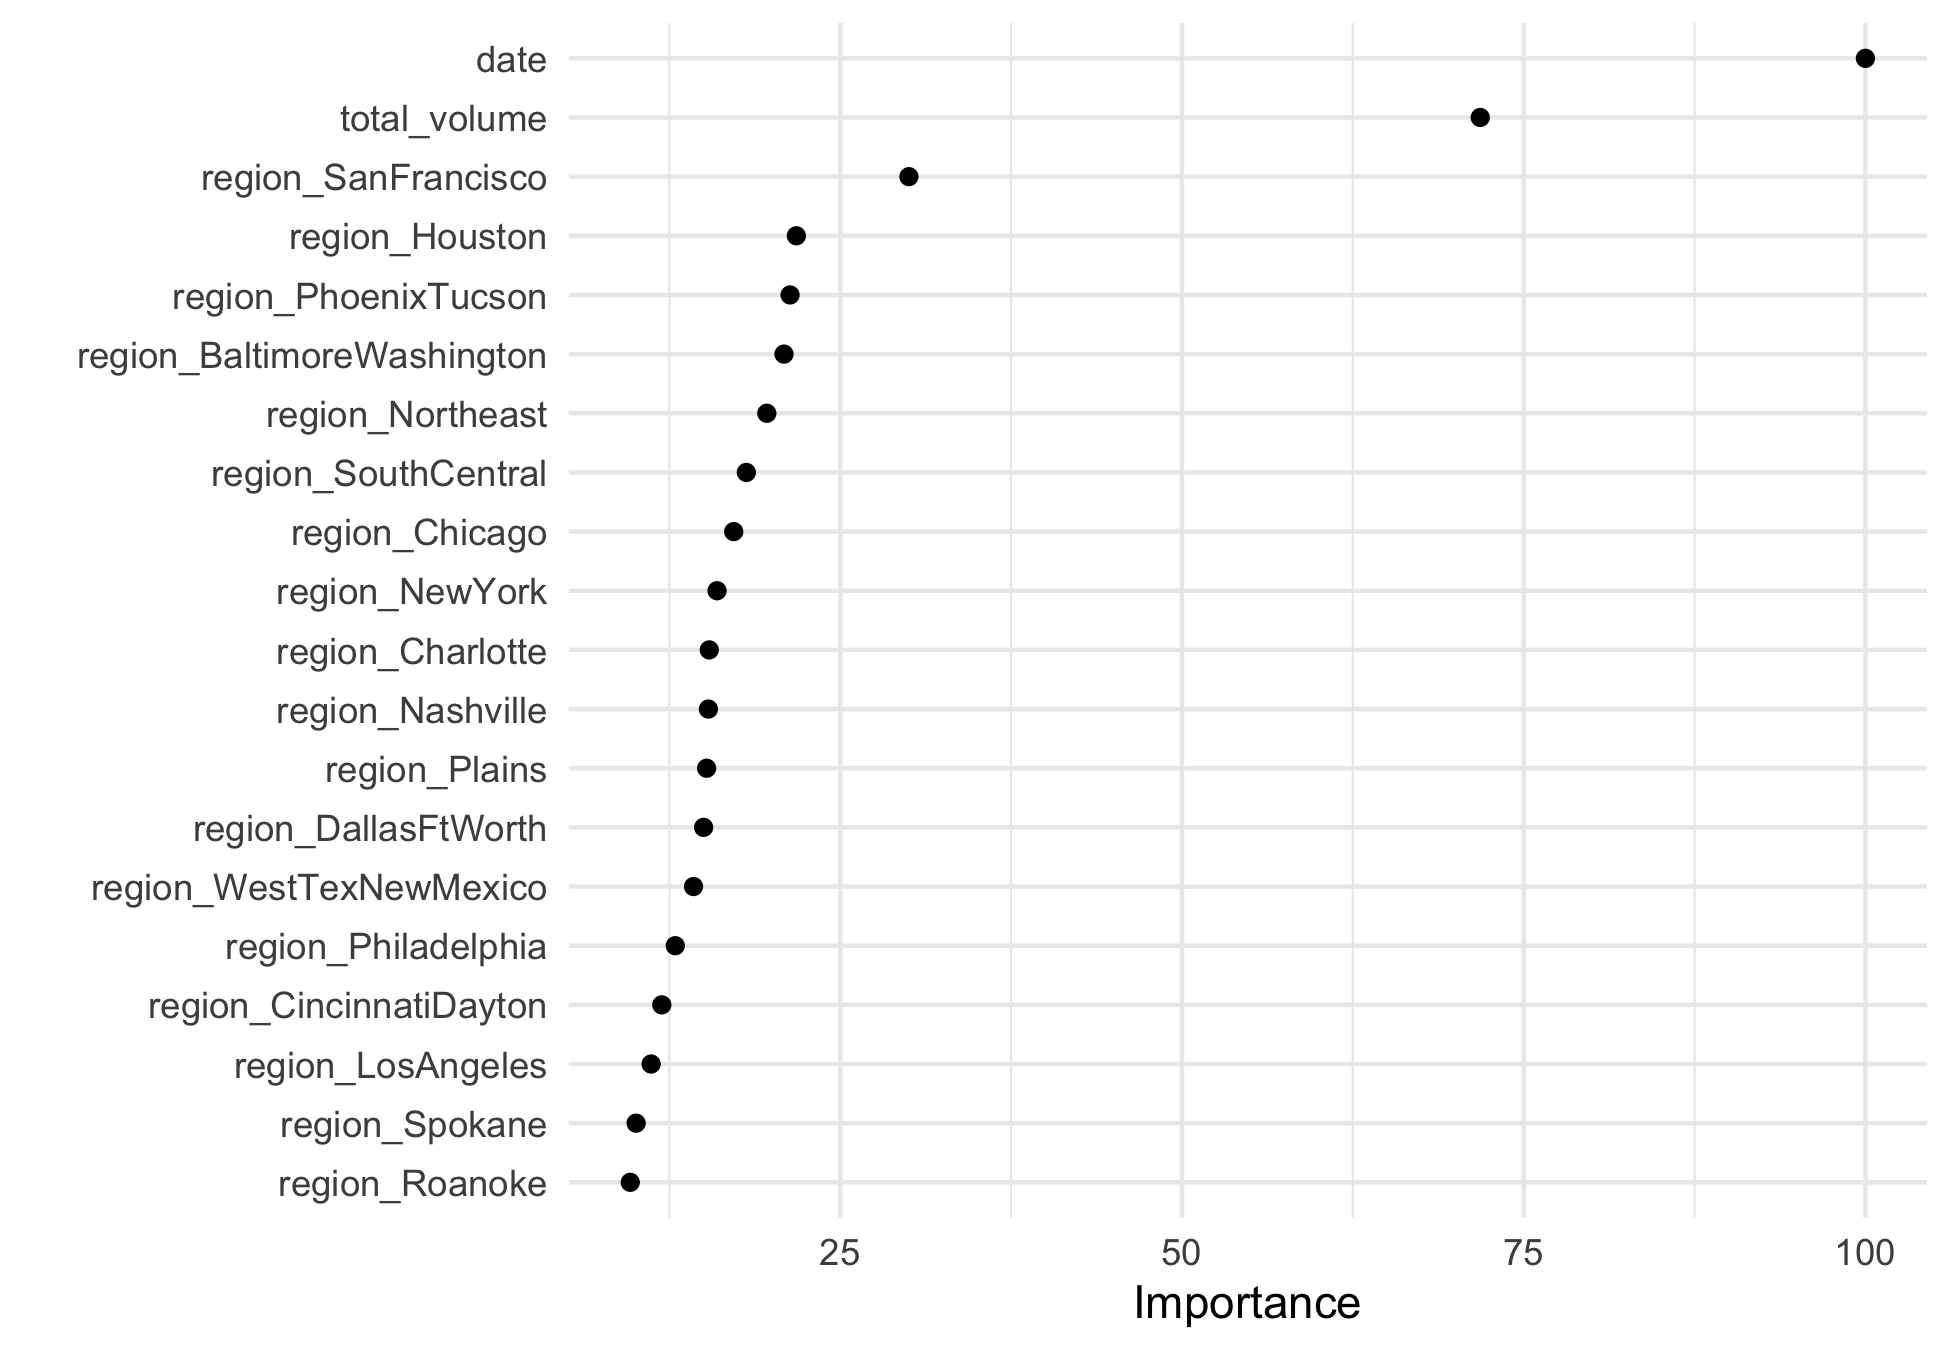 date
total_volume
region_SanFrancisco
region_Houston
region_PhoenixTucson
region_BaltimoreWashington
region_Northeast
region_SouthCentral
region_Chicago
region_NewYork
region_Charlotte
region_Nashville
region_Plains
region_DallasFtWorth
region_WestTexNewMexico
region_Philadelphia
region_CincinnatiDayton
region_LosAngeles
region_Spokane
region_Roanoke
25 50 75 100
Importance